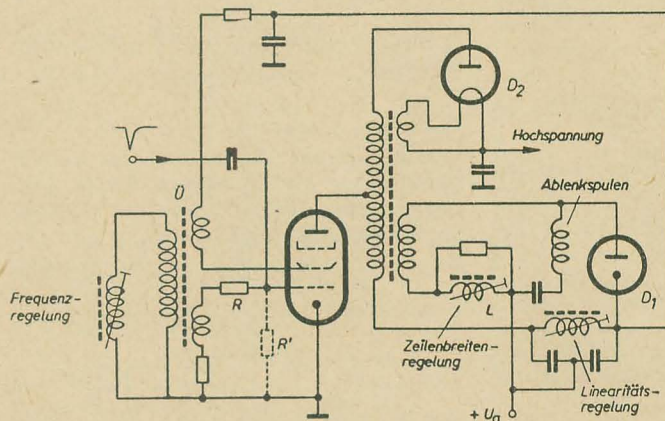 D2
Hochspannung
Ablenkspulen
Ü
D1
Frequenz-
regelung
R
R'
L
Zeilenbreiten-
regelung
Linearitäts-
regelung
+ Ua